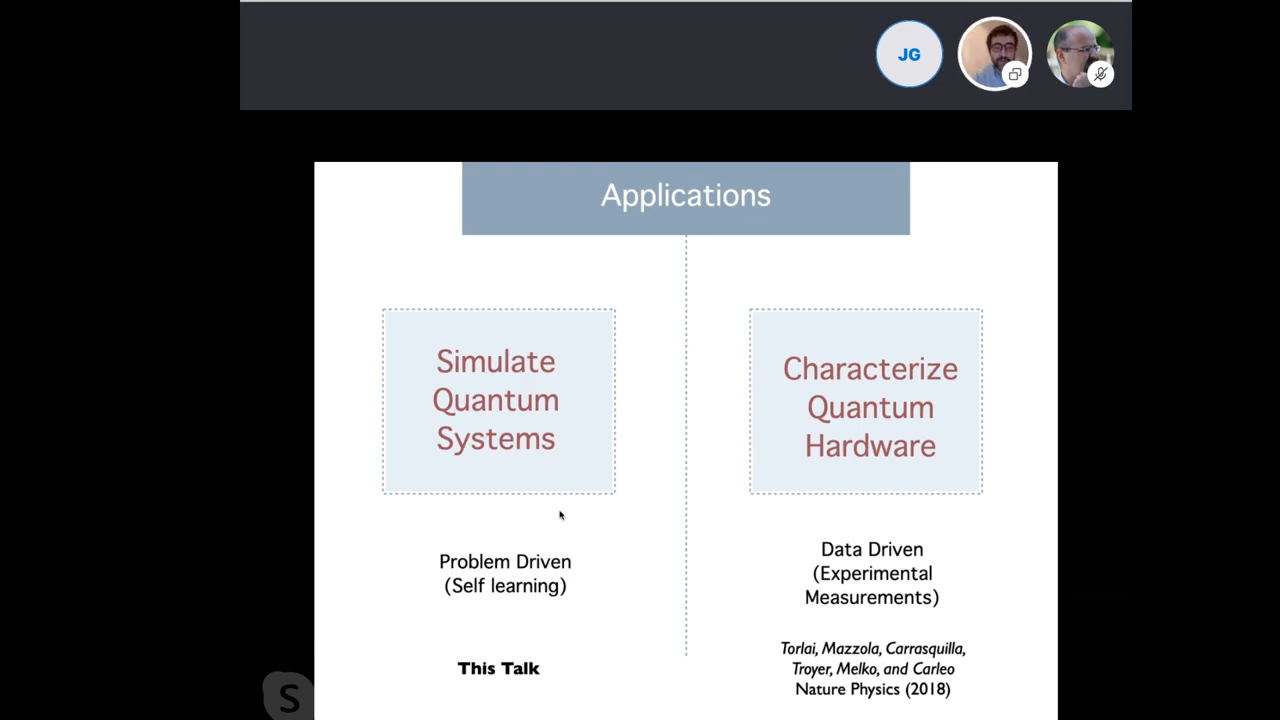 JG
Applications
Simulate
Quantum
Systems
Characterize
Quantum
Hardware
Problem Driven
(Self learning)
Data Driven
(Experimental
Measurements)
This Talk
Torlai, Mazzola, Carrasquilla,
Troyer, Melko, and Carleo
Nature Physics (2018)
S